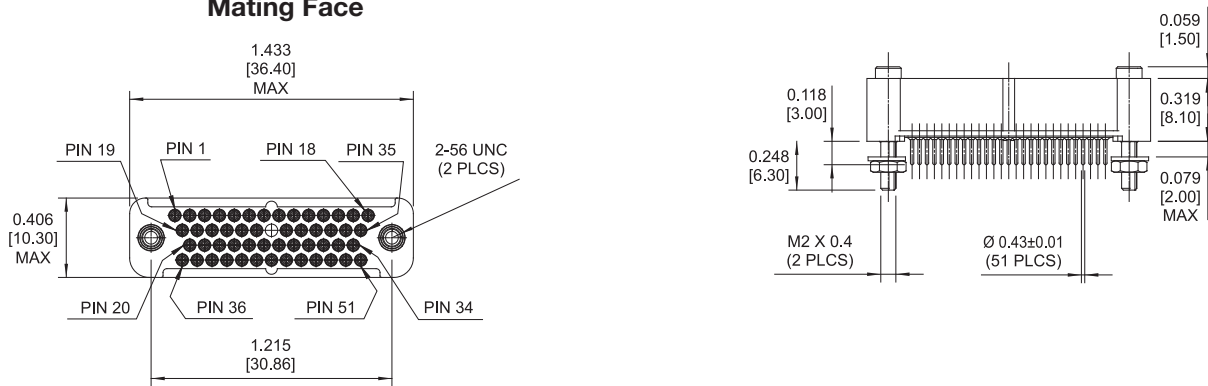 Mating Face
1.433
[36.40]
MAX
PIN 19
PIN 1
PIN 18
PIN 35
2-56 UNC
(2 PLCS)
0.406
[10.30]
MAX
PIN 20
PIN 36
PIN 51
PIN 34
1.215
[30.86]
0.059
[1.50]
0.118
[3.00]
0.319
[8.10]
0.248
[6.30]
0.079
[2.00]
MAX
M2 X 0.4
(2 PLCS)
Ø 0.43±0.01
(51 PLCS)